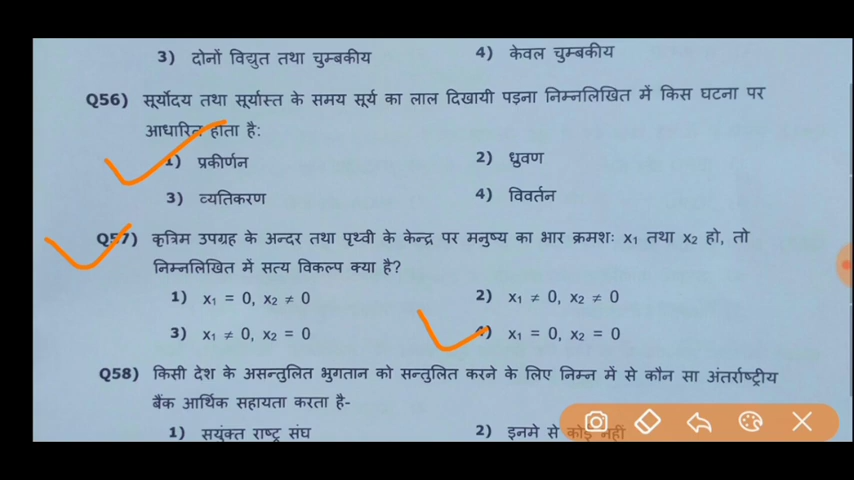 3) दोनों विद्युत तथा चुम्बकीय 4) केवल चुम्बकीय
Q56) सूर्योदय तथा सूर्यास्त के समय सूर्य का लाल दिखायी पड़ना निम्नलिखित में किस घटना पर
आधारित होता है:
1) प्रकीर्णन 2) ध्रुवण
3) व्यतिकरण 4) विवर्तन
Q57) कृत्रिम उपग्रह के अन्दर तथा पृथ्वी के केन्द्र पर मनुष्य का भार क्रमशः x₁ तथा x₂ हो, तो
निम्नलिखित में सत्य विकल्प क्या है?
1) x₁ = 0, x₂ ≠ 0 2) x₁ ≠ 0, x₂ ≠ 0
3) x₁ ≠ 0, x₂ = 0 4) x₁ = 0, x₂ = 0
Q58) किसी देश के असन्तुलित भुगतान को सन्तुलित करने के लिए निम्न में से कौन सा अंतर्राष्ट्रीय
बैंक आर्थिक सहायता करता है-
1) सयुंक्त राष्ट्र संघ 2) इनमे से कोई नहीं